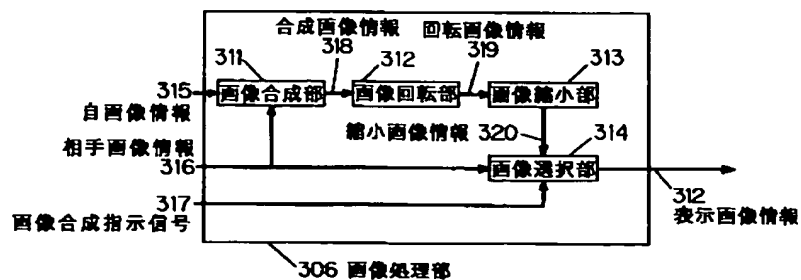 合成画像情報 回転画像情報
311 318 312 319 313
315 画像合成部 画像回転部 画像縮小部
自画像情報
縮小画像情報 320 314
相手画像情報
316 画像選択部
317 312
画像合成指示信号 表示画像情報
306 画像処理部